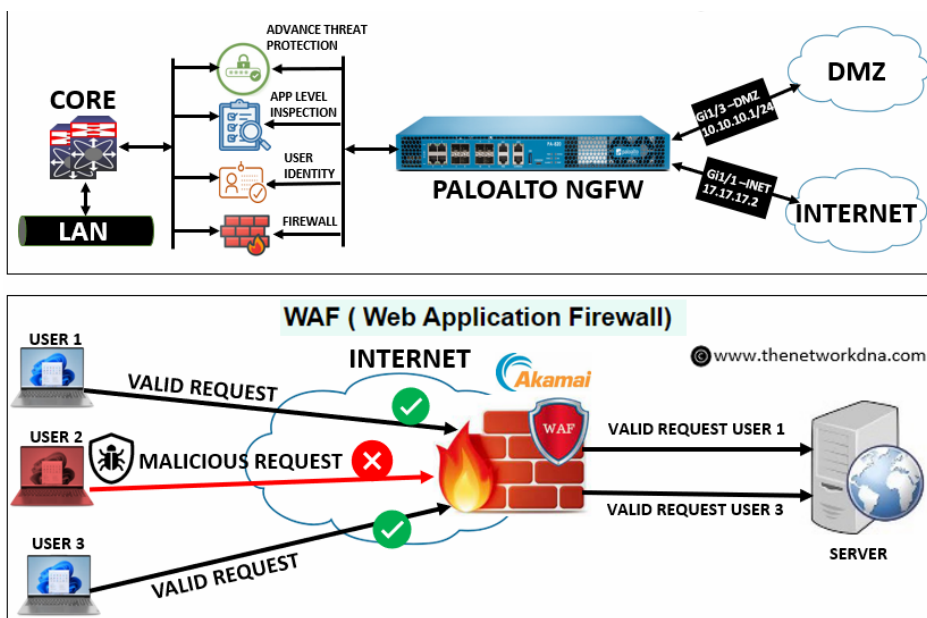 ADVANCE THREAT
PROTECTION
CORE
APP LEVEL
INSPECTION
USER
IDENTITY
FIREWALL
LAN
PALOALTO NGFW
Gi1/3 –DMZ
10.10.10.1/24
DMZ
Gi1/1 –INET
17.17.17.2
INTERNET
WAF ( Web Application Firewall)
© www.thenetworkdna.com
USER 1
INTERNET
Akamai
VALID REQUEST
WAF
VALID REQUEST USER 1
USER 2
MALICIOUS REQUEST
VALID REQUEST USER 3
USER 3
VALID REQUEST
SERVER